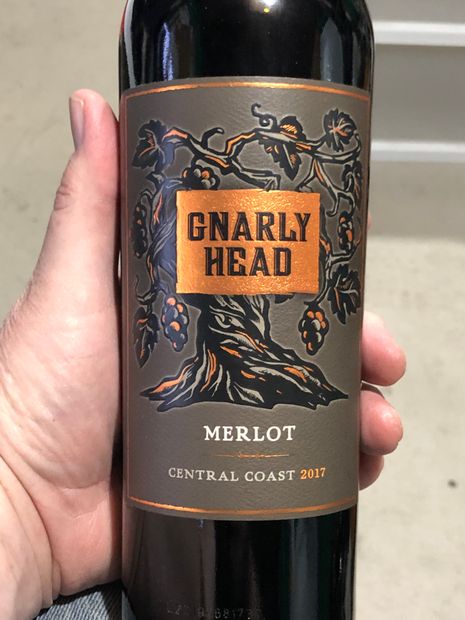 GNARLY
HEAD
MERLOT
CENTRAL COAST 2017